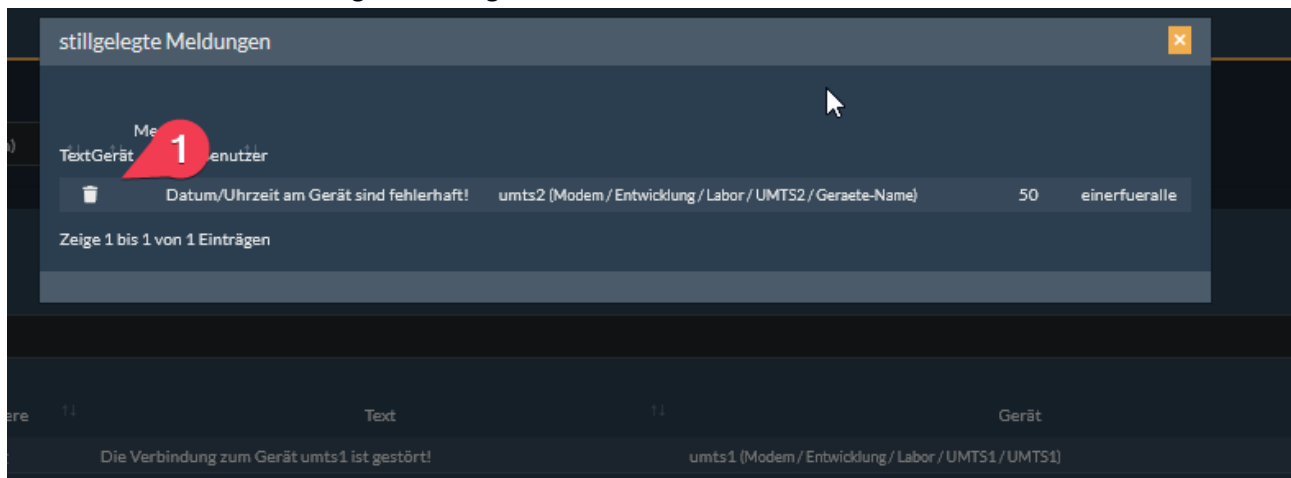 stillgelegte Meldungen
×
1
TextGerät
Datum/Uhrzeit am Gerät sind fehlerhaft! umts2 (Modem / Entwicklung / Labor / UMTS2 / Geraete-Name) 50 einerfueralle
Zeige 1 bis 1 von 1 Einträgen
Text Gerät
Die Verbindung zum Gerät umts1 ist gestört! umts1 (Modem / Entwicklung / Labor / UMTS1 / UMTS1)